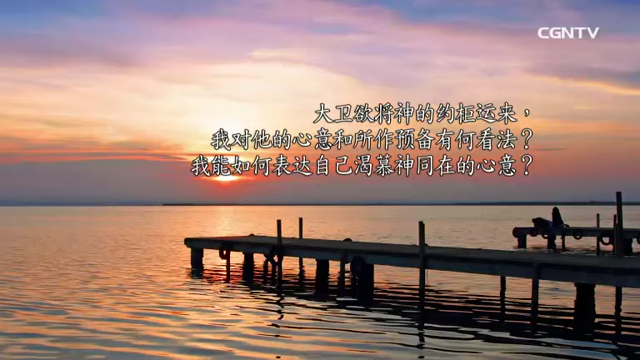 CGNTV
大卫欲将神的约柜运来，
我对他的心意和所作预备有何看法？
我能如何表达自己渴慕神同在的心意？